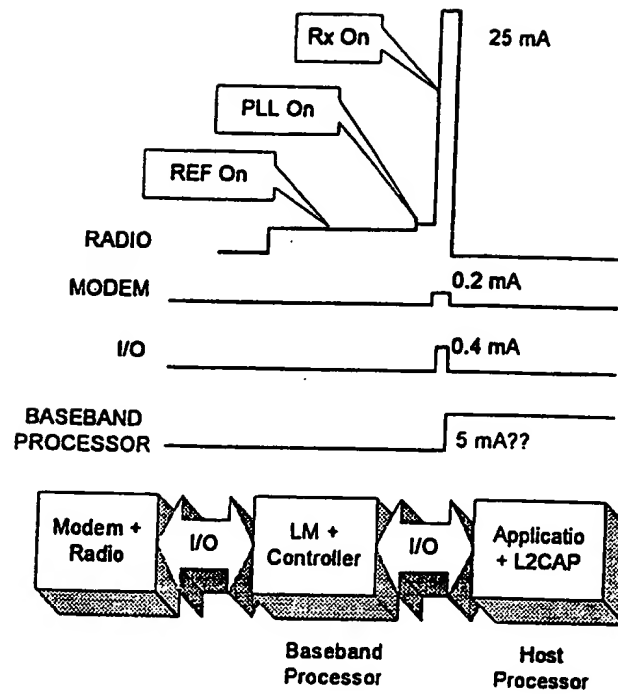 Rx On
25 mA
PLL On
REF On
RADIO
MODEM
0.2 mA
I/O
0.4 mA
BASEBAND
PROCESSOR
5 mA??
Modem +
Radio
I/O
LM +
Controller
I/O
Applicatio
+ L2CAP
Baseband
Processor
Host
Processor